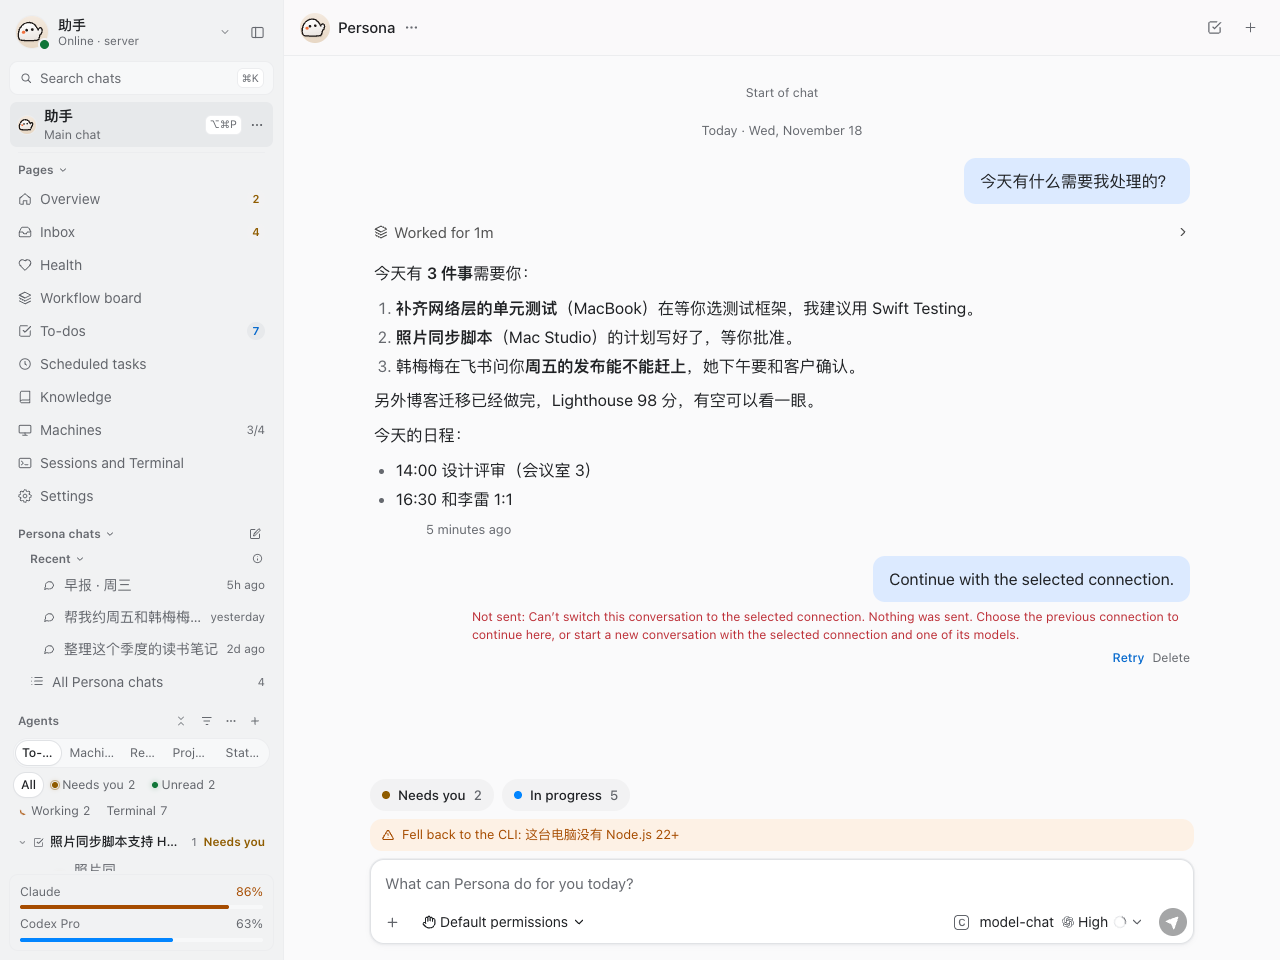 助手
Online · server
Search chats
⌘K
助手
Main chat
⌥⌘P
Pages
Overview
2
Inbox
4
Health
Workflow board
To-dos
7
Scheduled tasks
Knowledge
Machines
3/4
Sessions and Terminal
Settings
Persona chats
Recent
早报 · 周三
5h ago
帮我约周五和韩梅梅...
yesterday
整理这个季度的读书笔记
2d ago
All Persona chats
4
Agents
To-...
Machi...
Re...
Proj...
Stat...
All
Needs you 2
Unread 2
Working 2
Terminal 7
照片同步脚本支持 H...
1
Needs you
Claude
86%
Codex Pro
63%
Persona
Start of chat
Today · Wed, November 18
今天有什么需要我处理的?
Worked for 1m
今天有 3 件事需要你：
1. 补齐网络层的单元测试（MacBook）在等你选测试框架，我建议用 Swift Testing。
2. 照片同步脚本（Mac Studio）的计划写好了，等你批准。
3. 韩梅梅在飞书问你周五的发布能不能赶上，她下午要和客户确认。
另外博客迁移已经做完，Lighthouse 98 分，有空可以看一眼。
今天的日程：
• 14:00 设计评审（会议室 3）
• 16:30 和李雷 1:1
5 minutes ago
Continue with the selected connection.
Not sent: Can’t switch this conversation to the selected connection. Nothing was sent. Choose the previous connection to
continue here, or start a new conversation with the selected connection and one of its models.
Retry
Delete
Needs you 2
In progress 5
Fell back to the CLI: 这台电脑没有 Node.js 22+
What can Persona do for you today?
Default permissions
C
model-chat
High